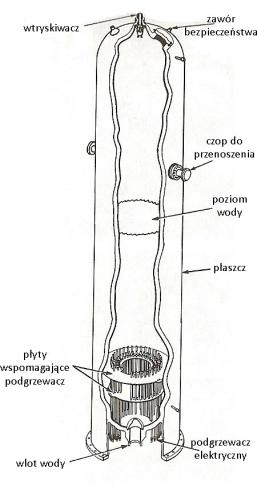 wtryskiwacz
zawór
bezpieczeństwa
czop do
przenoszenia
poziom
wody
płaszcz
płyty
wspomagające
podgrzewacz
wlot wody
podgrzewacz
elektryczny